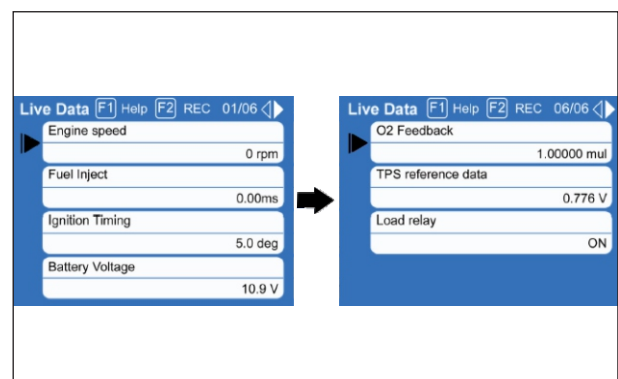 Live Data F1 Help F2 REC 01/06
Engine speed
0 rpm
Fuel Inject
0.00ms
Ignition Timing
5.0 deg
Battery Voltage
10.9 V
Live Data F1 Help F2 REC 06/06
O2 Feedback
1.00000 mul
TPS reference data
0.776 V
Load relay
ON